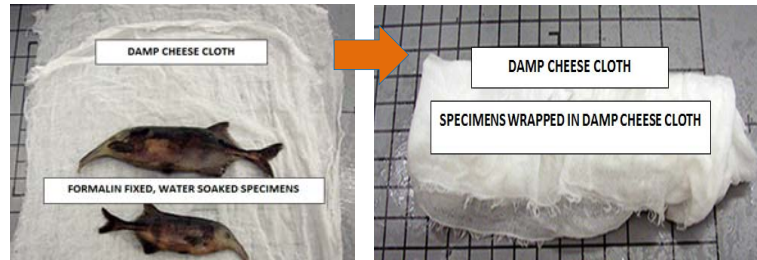 DAMP CHEESE CLOTH
FORMALIN FIXED, WATER SOAKED SPECIMENS
DAMP CHEESE CLOTH
SPECIMENS WRAPPED IN DAMP CHEESE CLOTH